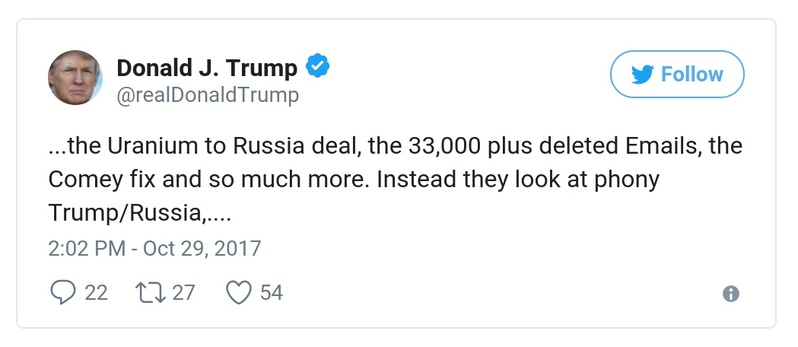 Donald J. Trump
Follow
@realDonaldTrump
...the Uranium to Russia deal, the 33,000 plus deleted Emails, the
Comey fix and so much more. Instead they look at phony
Trump/Russia,....
2:02 PM - Oct 29, 2017
22 27 54